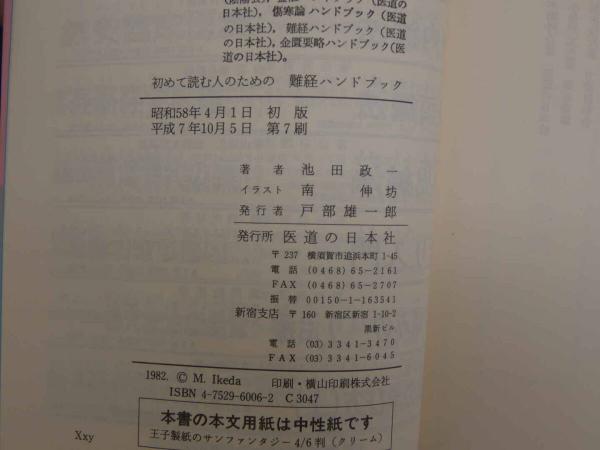 日本社), 傷寒論ハンドブック (医道
の日本社), 難経ハンドブック (医道
の日本社), 金匱要略ハンドブック(医
道の日本社)。
初めて読む人のための 難経ハンドブック
昭和58年4月1日 初 版
平成7年10月5日 第7刷
著 者 池 田 政 一
イラスト 南 伸 坊
発行者 戸 部 雄 一 郎
発行所 医道の日本社
〒 237 横須賀市追浜本町 1-45
電 話 (0468) 65-2161
FAX (0468) 65-2707
振 替 00150-1-163541
新宿支店 〒 160 新宿区新宿 1-10-2
黒新ビル
電 話 (03) 3341-3470
FAX (03) 3341-6045
1982. © M. Ikeda 印刷・横山印刷株式会社
ISBN 4-7529-6006-2 C 3047
本書の本文用紙は中性紙です
王子製紙のサンファンタジー 4/6判 (クリーム)
Xxy